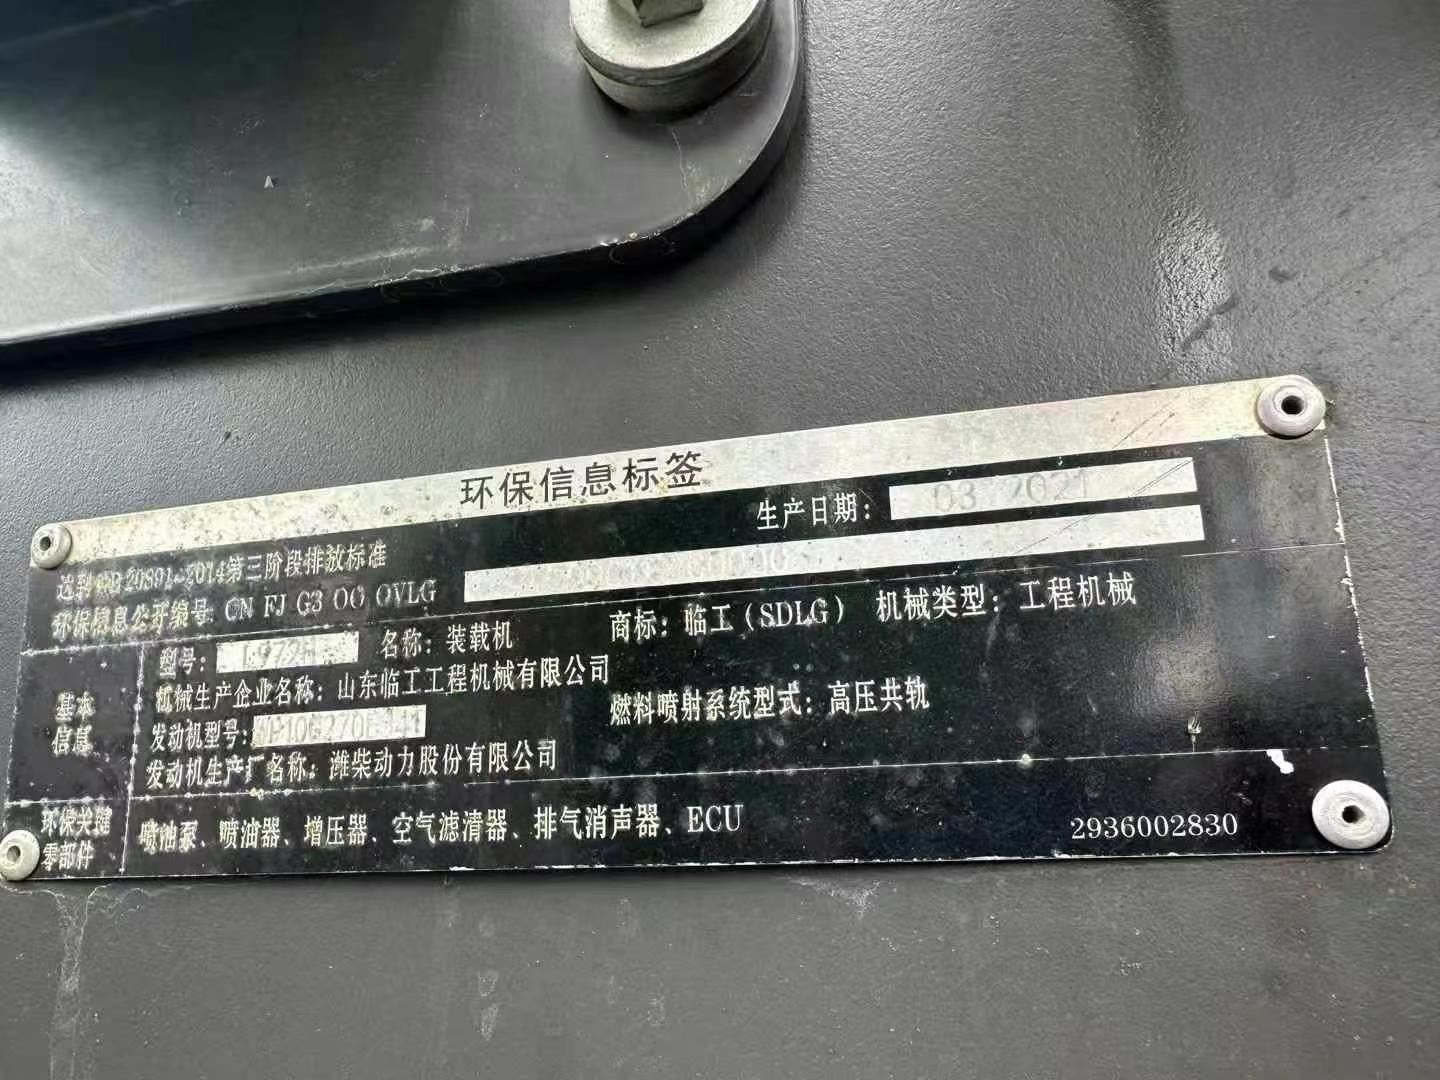 环保信息标签
生产日期: 03 2021
达到GB 20891-2014第三阶段排放标准
环保信息公开编号: CN FJ G3 00 0VLG
型号: 名称: 装载机 商标: 临工(SDLG) 机械类型: 工程机械
基本信息
机械生产企业名称: 山东临工工程机械有限公司
发动机型号: 燃料喷射系统型式: 高压共轨
发动机生产厂名称: 潍柴动力股份有限公司
环保关键零部件
喷油泵、喷油器、增压器、空气滤清器、排气消声器、ECU
2936002830